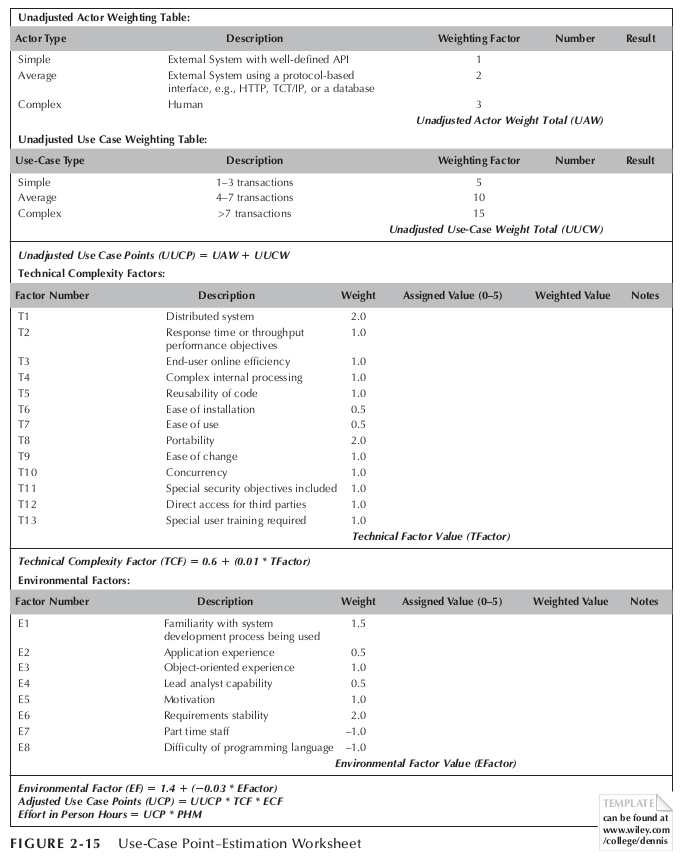 Unadjusted Actor Weighting Table:
Actor Type Description Weighting Factor Number Result
Simple External System with well-defined API 1
Average External System using a protocol-based 2
interface, e.g., HTTP, TCT/IP, or a database
Complex Human 3
Unadjusted Actor Weight Total (UAW)
Unadjusted Use Case Weighting Table:
Use-Case Type Description Weighting Factor Number Result
Simple 1–3 transactions 5
Average 4–7 transactions 10
Complex >7 transactions 15
Unadjusted Use-Case Weight Total (UUCW)
Unadjusted Use Case Points (UUCP) = UAW + UUCW
Technical Complexity Factors:
Factor Number Description Weight Assigned Value (0–5) Weighted Value Notes
T1 Distributed system 2.0
T2 Response time or throughput 1.0
performance objectives
T3 End-user online efficiency 1.0
T4 Complex internal processing 1.0
T5 Reusability of code 1.0
T6 Ease of installation 0.5
T7 Ease of use 0.5
T8 Portability 2.0
T9 Ease of change 1.0
T10 Concurrency 1.0
T11 Special security objectives included 1.0
T12 Direct access for third parties 1.0
T13 Special user training required 1.0
Technical Factor Value (TFactor)
Technical Complexity Factor (TCF) = 0.6 + (0.01 * TFactor)
Environmental Factors:
Factor Number Description Weight Assigned Value (0–5) Weighted Value Notes
E1 Familiarity with system 1.5
development process being used
E2 Application experience 0.5
E3 Object-oriented experience 1.0
E4 Lead analyst capability 0.5
E5 Motivation 1.0
E6 Requirements stability 2.0
E7 Part time staff –1.0
E8 Difficulty of programming language –1.0
Environmental Factor Value (EFactor)
Environmental Factor (EF) = 1.4 + (−0.03 * EFactor)
Adjusted Use Case Points (UCP) = UUCP * TCF * ECF
Effort in Person Hours = UCP * PHM
TEMPLATE
can be found at
www.wiley.com
/college/dennis
FIGURE 2-15 Use-Case Point–Estimation Worksheet